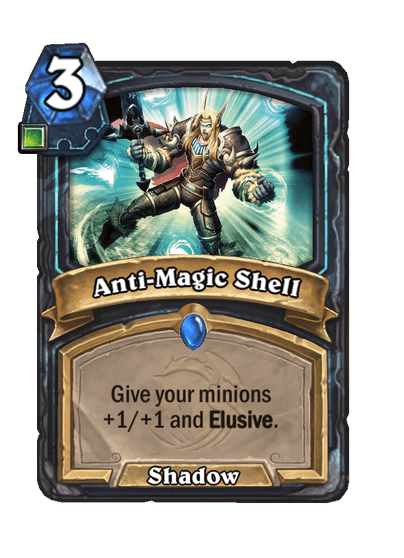 3
Anti-Magic Shell
Give your minions
+1/+1 and Elusive.
Shadow